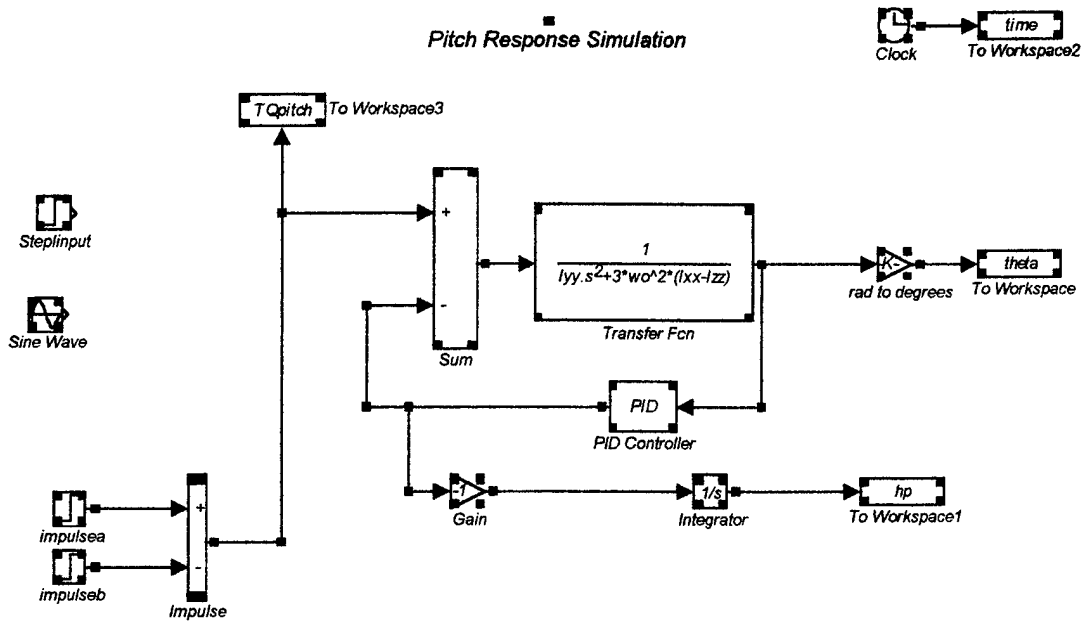 Pitch Response Simulation
Clock
time
To Workspace2
TQpitch
To Workspace3
Step1input
+
-
Sum
1
Iyy.s^2+3*wo^2*(Ixx-Izz)
Transfer Fcn
-K-
rad to degrees
theta
To Workspace
Sine Wave
PID
PID Controller
-1
Gain
1/s
Integrator
hp
To Workspace1
impulsea
impulseb
+
-
Impulse